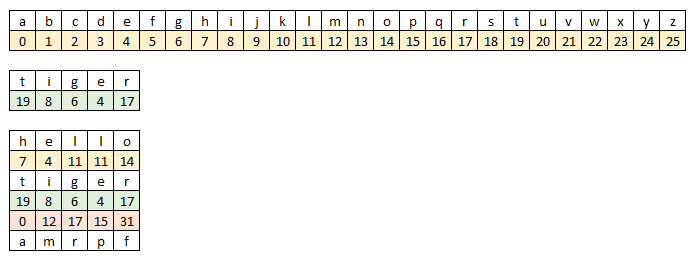 a b c d e f g h i j k l m n o p q r s t u v w x y z
0 1 2 3 4 5 6 7 8 9 10 11 12 13 14 15 16 17 18 19 20 21 22 23 24 25
t i g e r
19 8 6 4 17
h e l l o
7 4 11 11 14
t i g e r
19 8 6 4 17
0 12 17 15 31
a m r p f